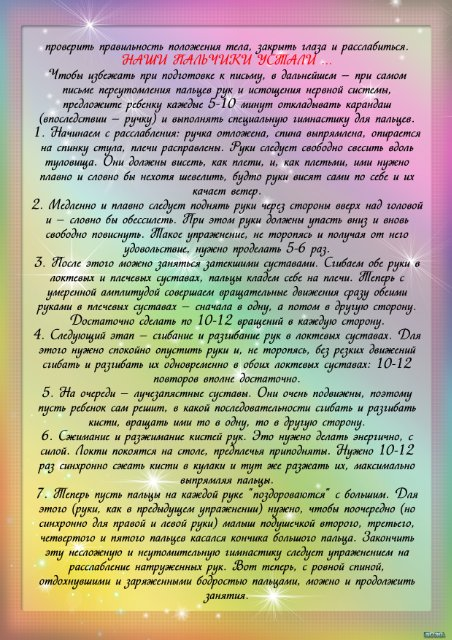 проверить правильность положения тела, закрыть глаза и расслабиться.
НАШИ ПАЛЬЧИКИ УСТАЛИ ...
Чтобы избежать при подготовке к письму, в дальнейшем – при самом
письме переутомления пальцев рук и истощения нервной системы,
предложите ребенку каждые 5-10 минут откладывать карандаш
(впоследствии – ручку) и выполнять специальную гимнастику для пальцев.
1. Начинаем с расслабления: ручка отложена, спина выпрямлена, опирается
на спинку стула, плечи расправлены. Руки следует свободно свесить вдоль
туловища. Они должны висеть, как плети, и, как плетьми, ими нужно
плавно и словно бы нехотя шевелить, будто руки висят сами по себе и их
качает ветер.
2. Медленно и плавно следует поднять руки через стороны вверх над головой
и – словно бы обессилеть. При этом руки должны упасть вниз и вновь
свободно повиснуть. Такое упражнение, не торопясь и получая от него
удовольствие, нужно проделать 5-6 раз.
3. После этого можно заняться затекшими суставами. Сгибаем обе руки в
локтевых и плечевых суставах, пальцы кладем себе на плечи. Теперь с
умеренной амплитудой совершаем вращательные движения сразу обеими
руками в плечевых суставах – сначала в одну, а потом в другую сторону.
Достаточно сделать по 10-12 вращений в каждую сторону.
4. Следующий этап – сгибание и разгибание рук в локтевых суставах. Для
этого нужно спокойно опустить руки и, не торопясь, без резких движений
сгибать и разгибать их одновременно в обоих локтевых суставах: 10-12
повторов вполне достаточно.
5. На очереди – лучезапястные суставы. Они очень подвижны, поэтому
пусть ребенок сам решит, в какой последовательности сгибать и разгибать
кисти, вращать ими то в одну, то в другую сторону.
6. Сжимание и разжимание кистей рук. Это нужно делать энергично, с
силой. Локти покоятся на столе, предплечья приподняты. Нужно 10-12
раз синхронно сжать кисти в кулаки и тут же разжать их, максимально
выпрямляя пальцы.
7. Теперь пусть пальцы на каждой руке "поздороваются" с большим. Для
этого (руки, как в предыдущем упражнении) нужно, чтобы поочередно (но
синхронно для правой и левой руки) малыш подушечкой второго, третьего,
четвертого и пятого пальцев касался кончика большого пальца. Закончить
эту несложную и неутомительную гимнастику следует упражнением на
расслабление натруженных рук. Вот теперь, с ровной спиной,
отдохнувшими и заряженными бодростью пальцами, можно и продолжить
занятия.